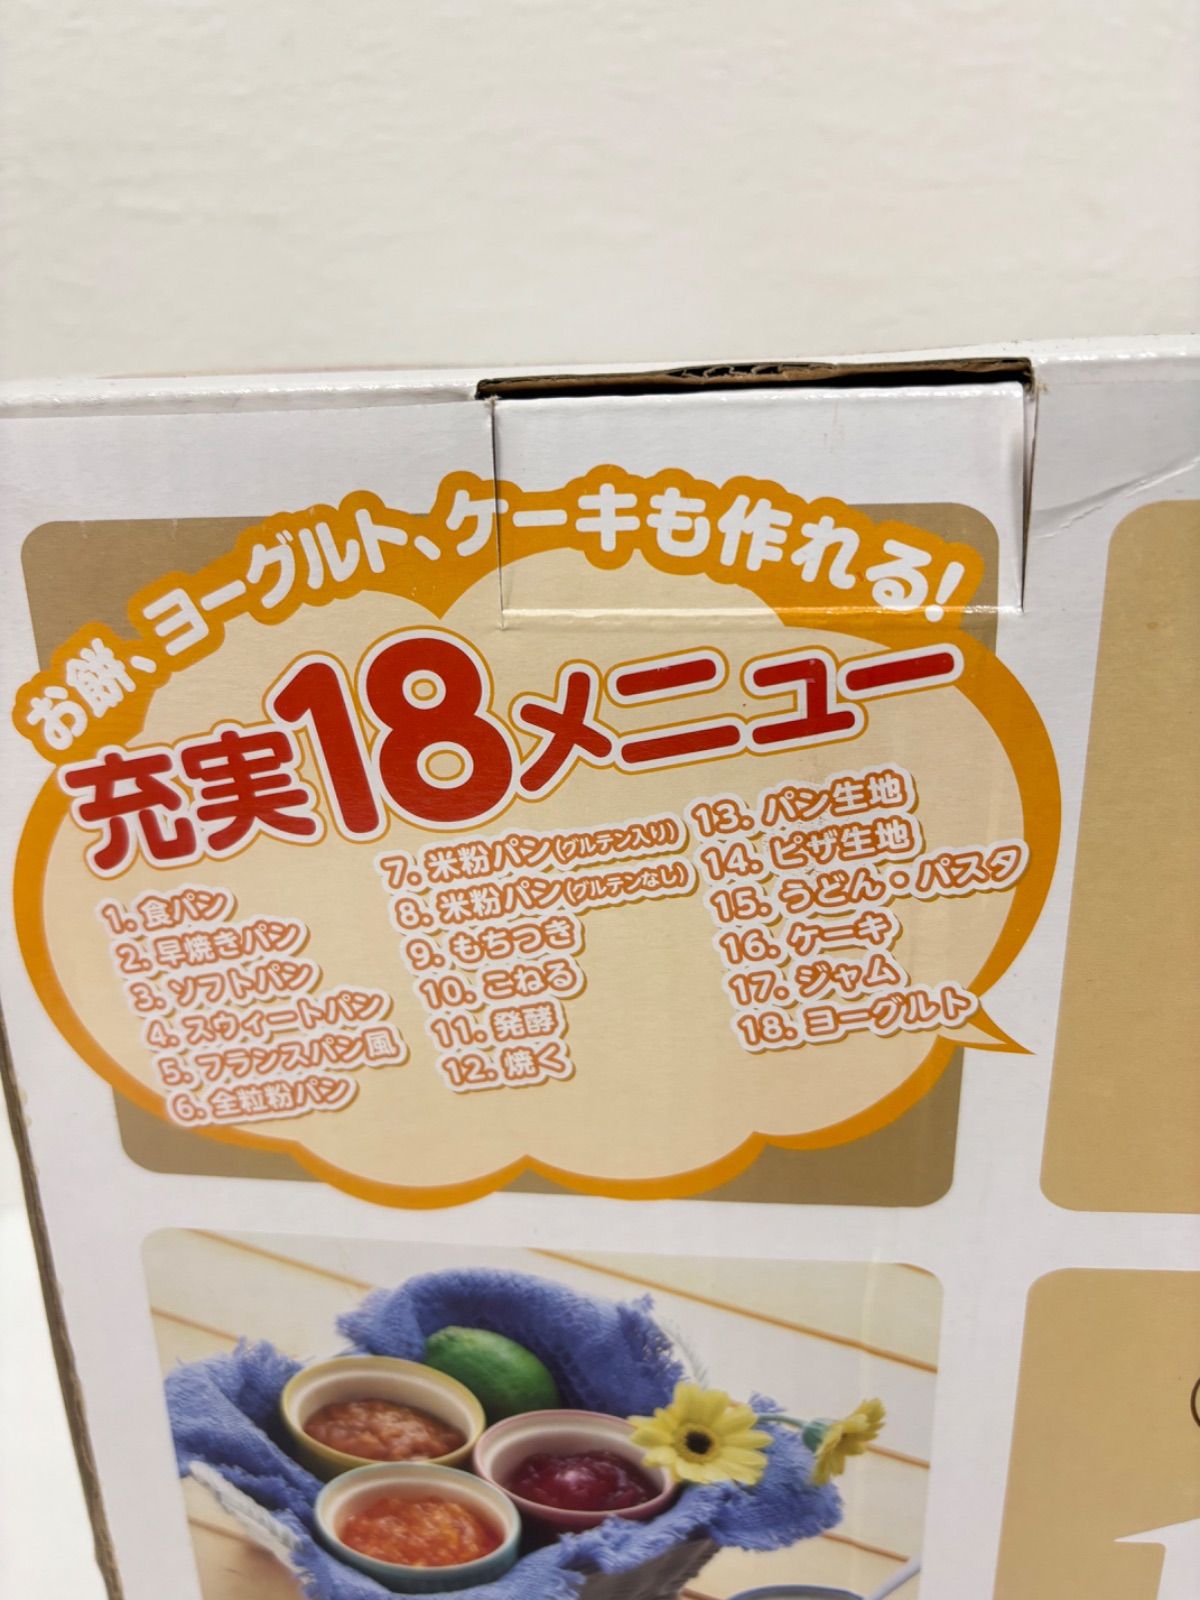 お餅、ヨーグルト、ケーキも作れる!
充実18メニュー
1. 食パン
2. 早焼きパン
3. ソフトパン
4. スウィートパン
5. フランスパン風
6. 全粒粉パン
7. 米粉パン(グルテン入り)
8. 米粉パン(グルテンなし)
9. もちつき
10. こねる
11. 発酵
12. 焼く
13. パン生地
14. ピザ生地
15. うどん・パスタ
16. ケーキ
17. ジャム
18. ヨーグルト